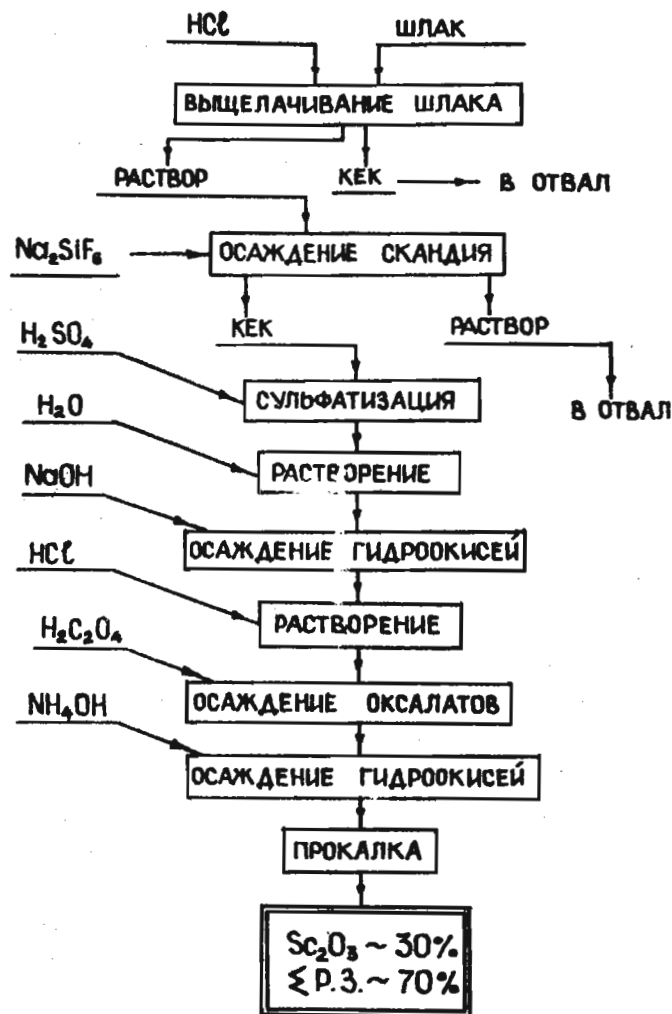 HCl ШЛАК
ВЫЩЕЛАЧИВАНИЕ ШЛАКА
РАСТВОР КЕК В ОТВАЛ
Na₂SiF₆ ОСАЖДЕНИЕ СКАНДИЯ
КЕК РАСТВОР
H₂SO₄
СУЛЬФАТИЗАЦИЯ В ОТВАЛ
H₂O
РАСТВОРЕНИЕ
NaOH
ОСАЖДЕНИЕ ГИДРООКИСЕЙ
HCl
РАСТВОРЕНИЕ
H₂C₂O₄
ОСАЖДЕНИЕ ОКСАЛАТОВ
NH₄OH
ОСАЖДЕНИЕ ГИДРООКИСЕЙ
ПРОКАЛКА
Sc₂O₃ ~ 30%
Σ Р.З. ~ 70%